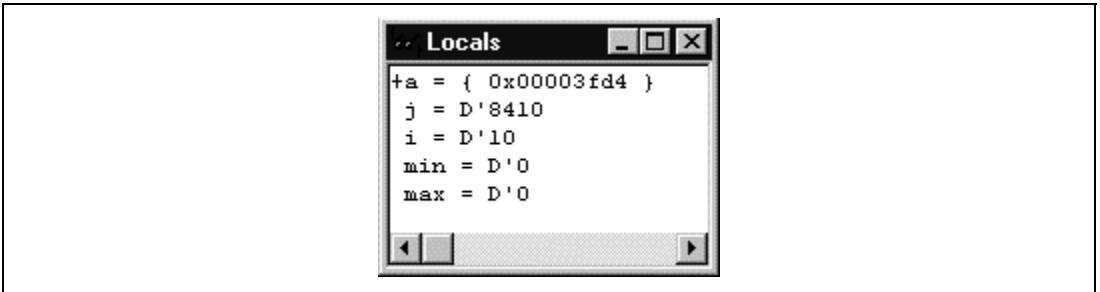 Locals
+a = { 0x00003fd4 }
j = D'8410
i = D'10
min = D'0
max = D'0